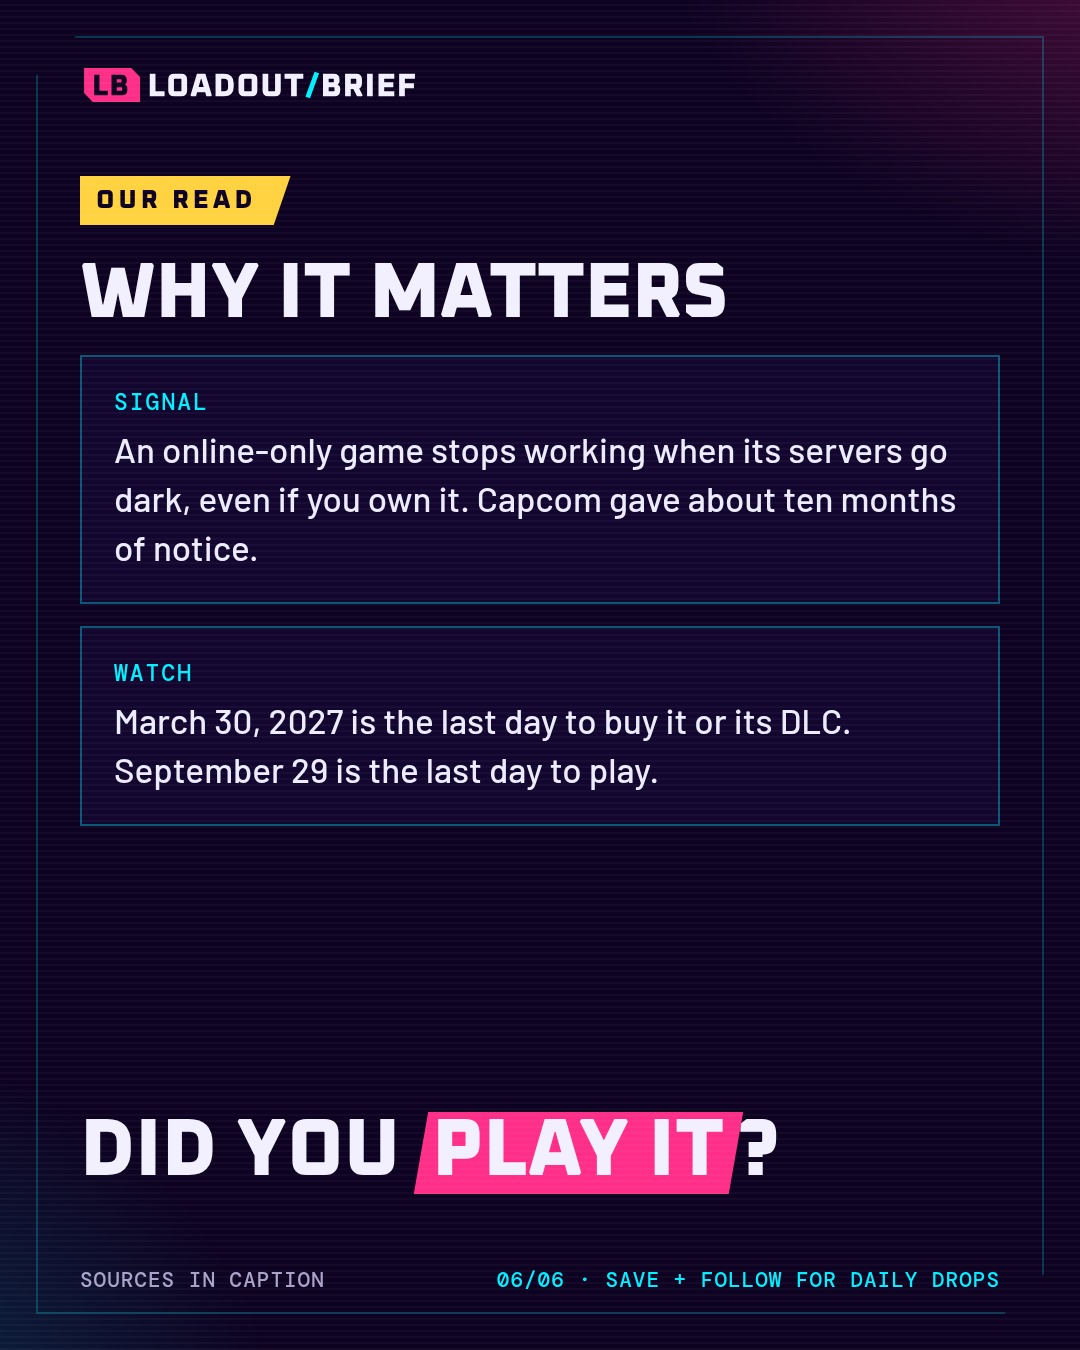 LB LOADOUT/BRIEF
OUR READ
WHY IT MATTERS
SIGNAL
An online-only game stops working when its servers go
dark, even if you own it. Capcom gave about ten months
of notice.
WATCH
March 30, 2027 is the last day to buy it or its DLC.
September 29 is the last day to play.
DID YOU PLAY IT?
SOURCES IN CAPTION
06/06 · SAVE + FOLLOW FOR DAILY DROPS